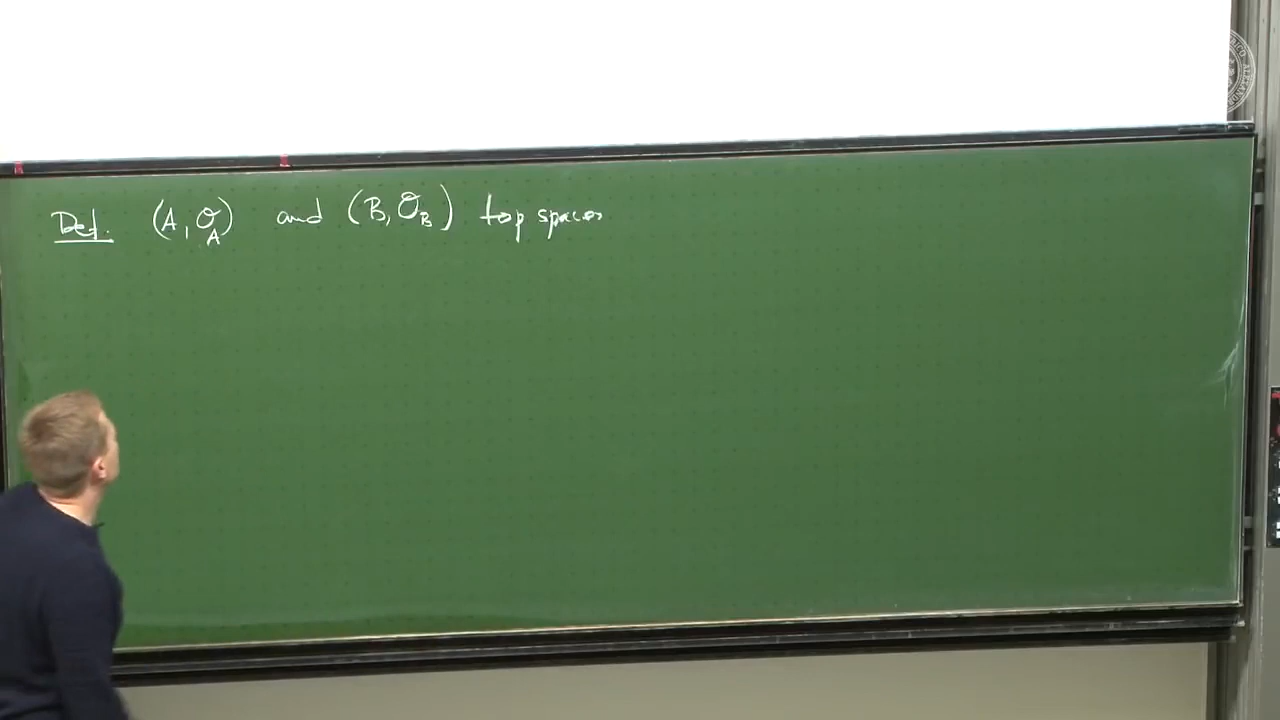 Def. (A, 𝒪_A) and (B, 𝒪_B) top spaces